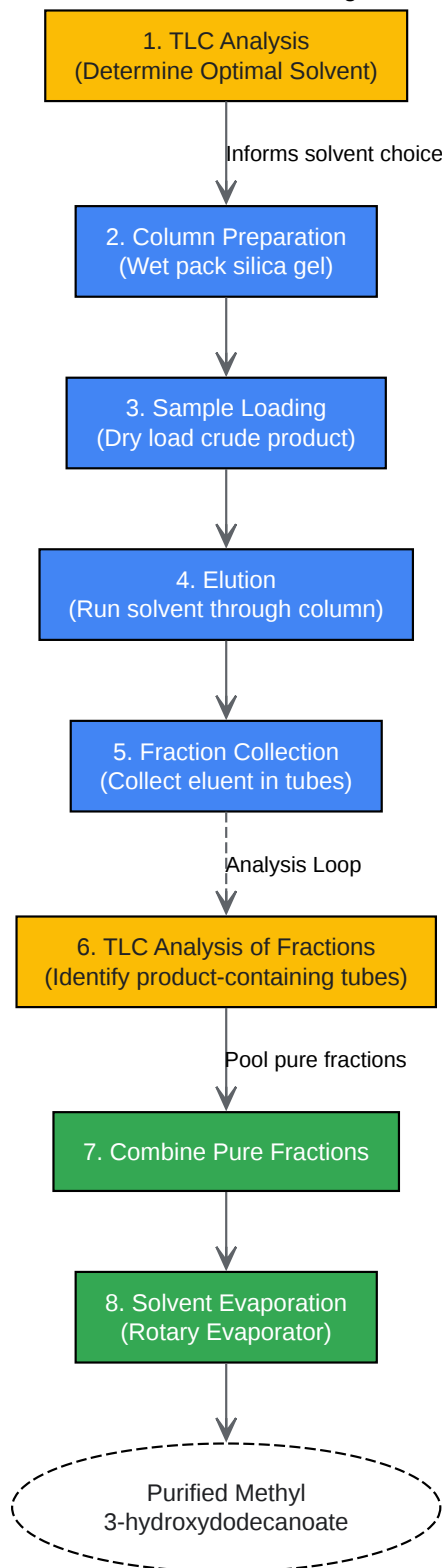 1. TLC Analysis
(Determine Optimal Solvent)
Informs solvent choice
2. Column Preparation
(Wet pack silica gel)
3. Sample Loading
(Dry load crude product)
4. Elution
(Run solvent through column)
5. Fraction Collection
(Collect eluent in tubes)
Analysis Loop
6. TLC Analysis of Fractions
(Identify product-containing tubes)
Pool pure fractions
7. Combine Pure Fractions
8. Solvent Evaporation
(Rotary Evaporator)
Purified Methyl
3-hydroxydodecanoate